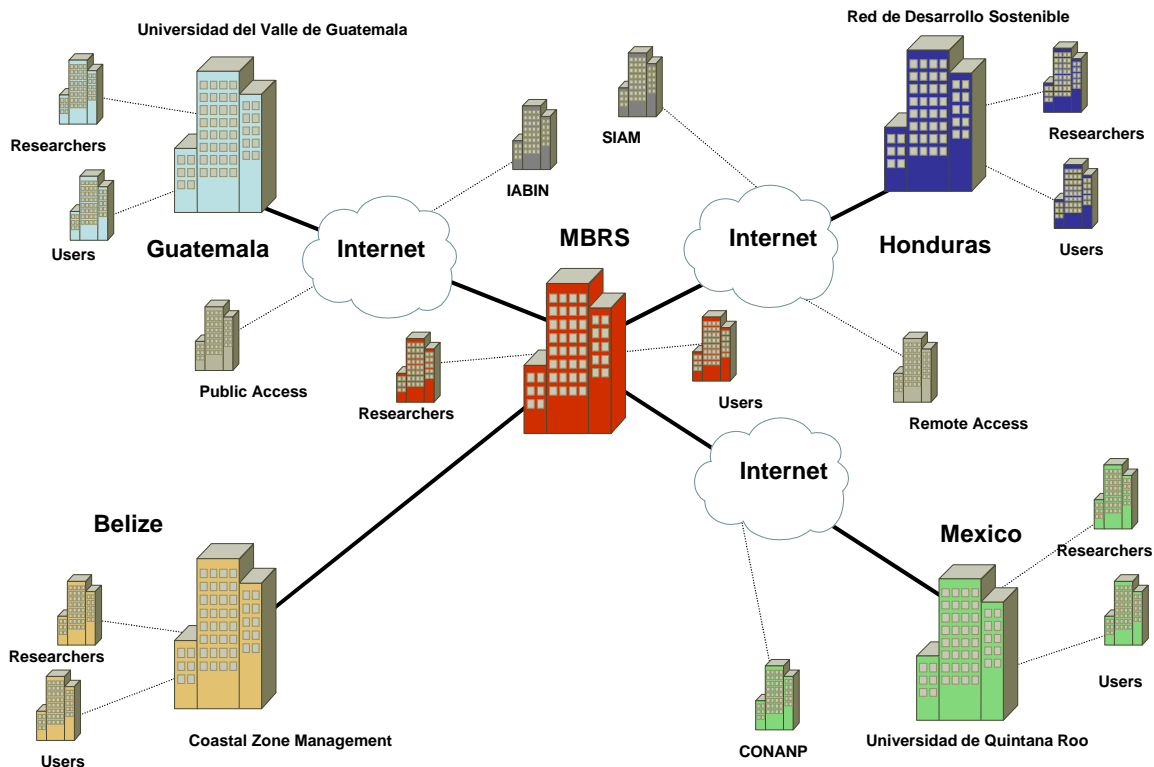 Universidad del Valle de Guatemala
Red de Desarrollo Sostenible
Researchers
SIAM
Researchers
IABIN
Users
Users
Guatemala
Internet
MBRS
Internet
Honduras
Public Access
Researchers
Users
Remote Access
Internet
Belize
Mexico
Researchers
Researchers
Users
Users
Coastal Zone Management
CONANP
Universidad de Quintana Roo